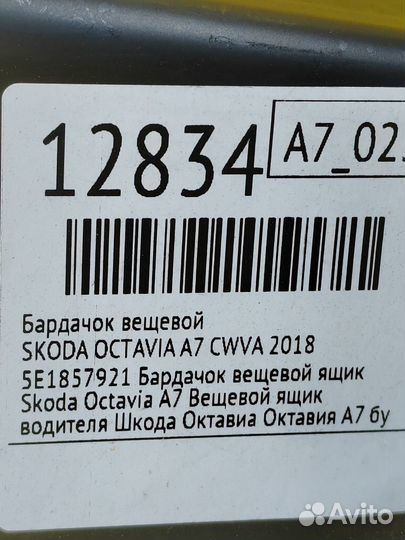 12834
A7_02
Бардачок вещевой
SKODA OCTAVIA A7 CWVA 2018
5E1857921 Бардачок вещевой ящик
Skoda Octavia A7 Вещевой ящик
водителя Шкода Октавиа Октавия А7 бу
Avito